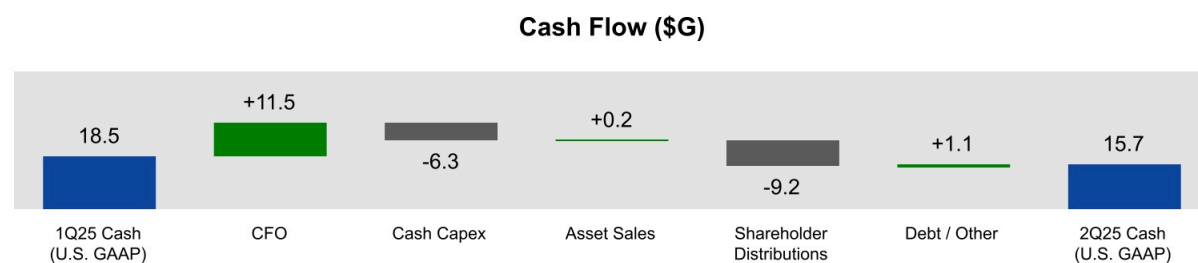 Cash Flow ($G)
18.5
+11.5
-6.3
+0.2
-9.2
+1.1
15.7
1Q25 Cash
(U.S. GAAP)
CFO
Cash Capex
Asset Sales
Shareholder
Distributions
Debt / Other
2Q25 Cash
(U.S. GAAP)